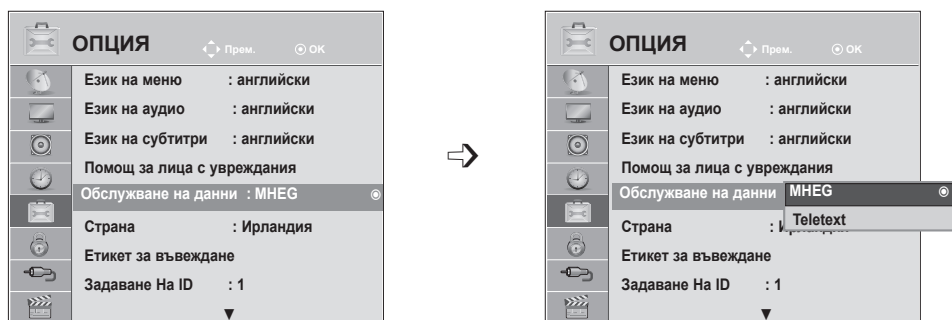 ОПЦИЯ
Прем.
OK
Език на меню : английски
Език на аудио : английски
Език на субтитри : английски
Помощ за лица с увреждания
Обслужване на данни : MHEG
Страна : Ирландия
Етикет за въвеждане
Задаване На ID : 1
ОПЦИЯ
Прем.
OK
Език на меню : английски
Език на аудио : английски
Език на субтитри : английски
Помощ за лица с увреждания
Обслужване на данни MHEG
Teletext
Страна :
Етикет за въвеждане
Задаване На ID : 1